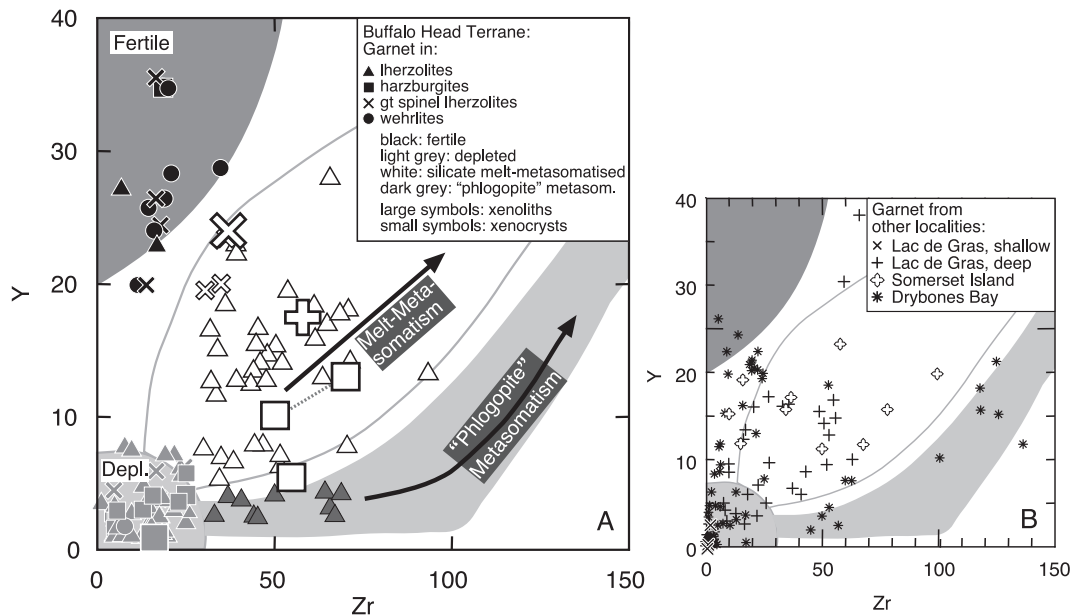 40
30
20
10
0
Y
Fertile
Buffalo Head Terrane:
Garnet in:
lherzolites
harzburgites
gt spinel lherzolites
wehrlites
black: fertile
light grey: depleted
white: silicate melt-metasomatised
dark grey: "phlogopite" metasom.
large symbols: xenoliths
small symbols: xenocrysts
Melt-Meta-
somatism
"Phlogopite"
Metasomatism
Depl.
A
0
50
100
150
Zr
40
30
20
10
0
Y
Garnet from
other localities:
Lac de Gras, shallow
Lac de Gras, deep
Somerset Island
Drybones Bay
B
0
50
100
150
Zr